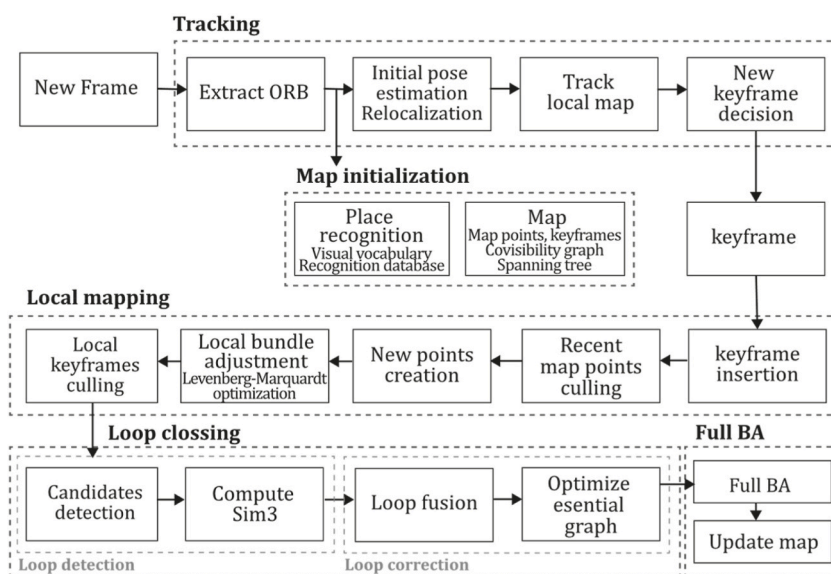 Tracking
New Frame
Extract ORB
Initial pose
estimation
Relocalization
Track
local map
New
keyframe
decision
Map initialization
Place
recognition
Visual vocabulary
Recognition database
Map
Map points, keyframes
Covisibility graph
Spanning tree
keyframe
Local mapping
Local
keyframes
culling
Local bundle
adjustment
Levenberg-Marquardt
optimization
New points
creation
Recent
map points
culling
keyframe
insertion
Loop clossing
Full BA
Candidates
detection
Compute
Sim3
Loop fusion
Optimize
esential
graph
Full BA
Update map
Loop detection
Loop correction